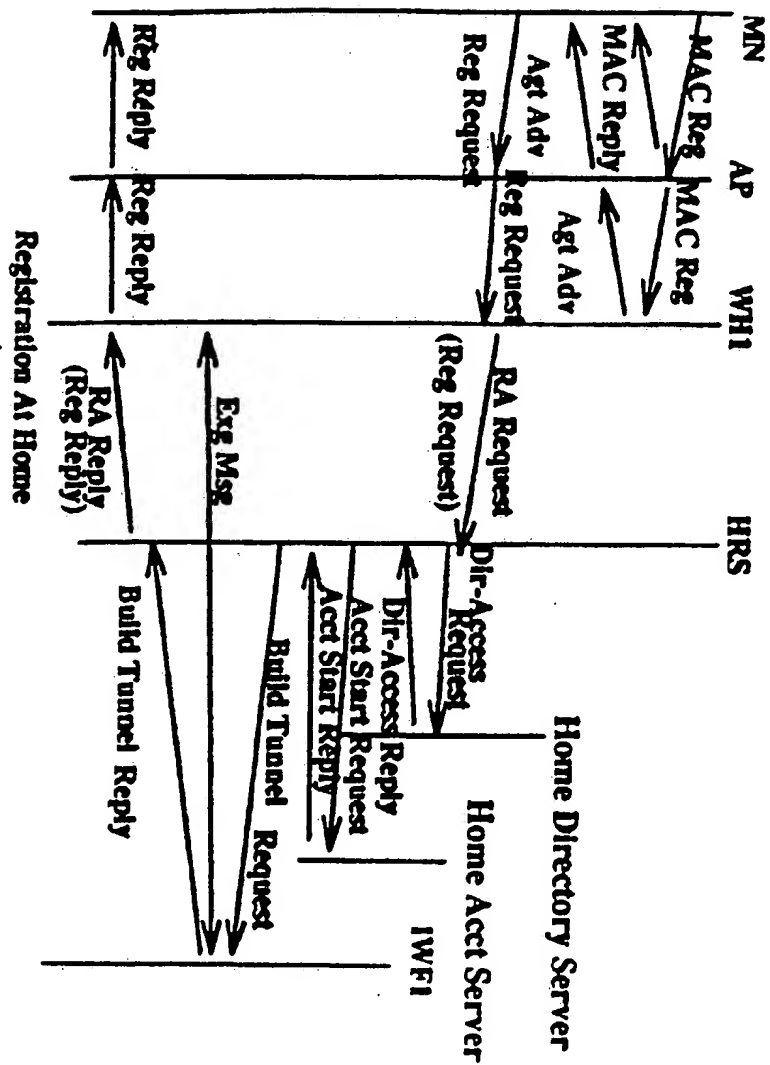 MN
AP
WH1
HRS
Home Directory Server
Home Acct Server
IWF1
MAC Reg
MAC Reg
MAC Reply
Agt Adv
Agt Adv
Reg Request
Reg Request
RA Request
(Reg Request)
Dir-Access
Request
Dir-Access Reply
Acct Start Request
Acct Start Reply
Build Tunnel Request
Exg Msg
Build Tunnel Reply
RA Reply
(Reg Reply)
Reg Reply
Reg Reply
Registration At Home